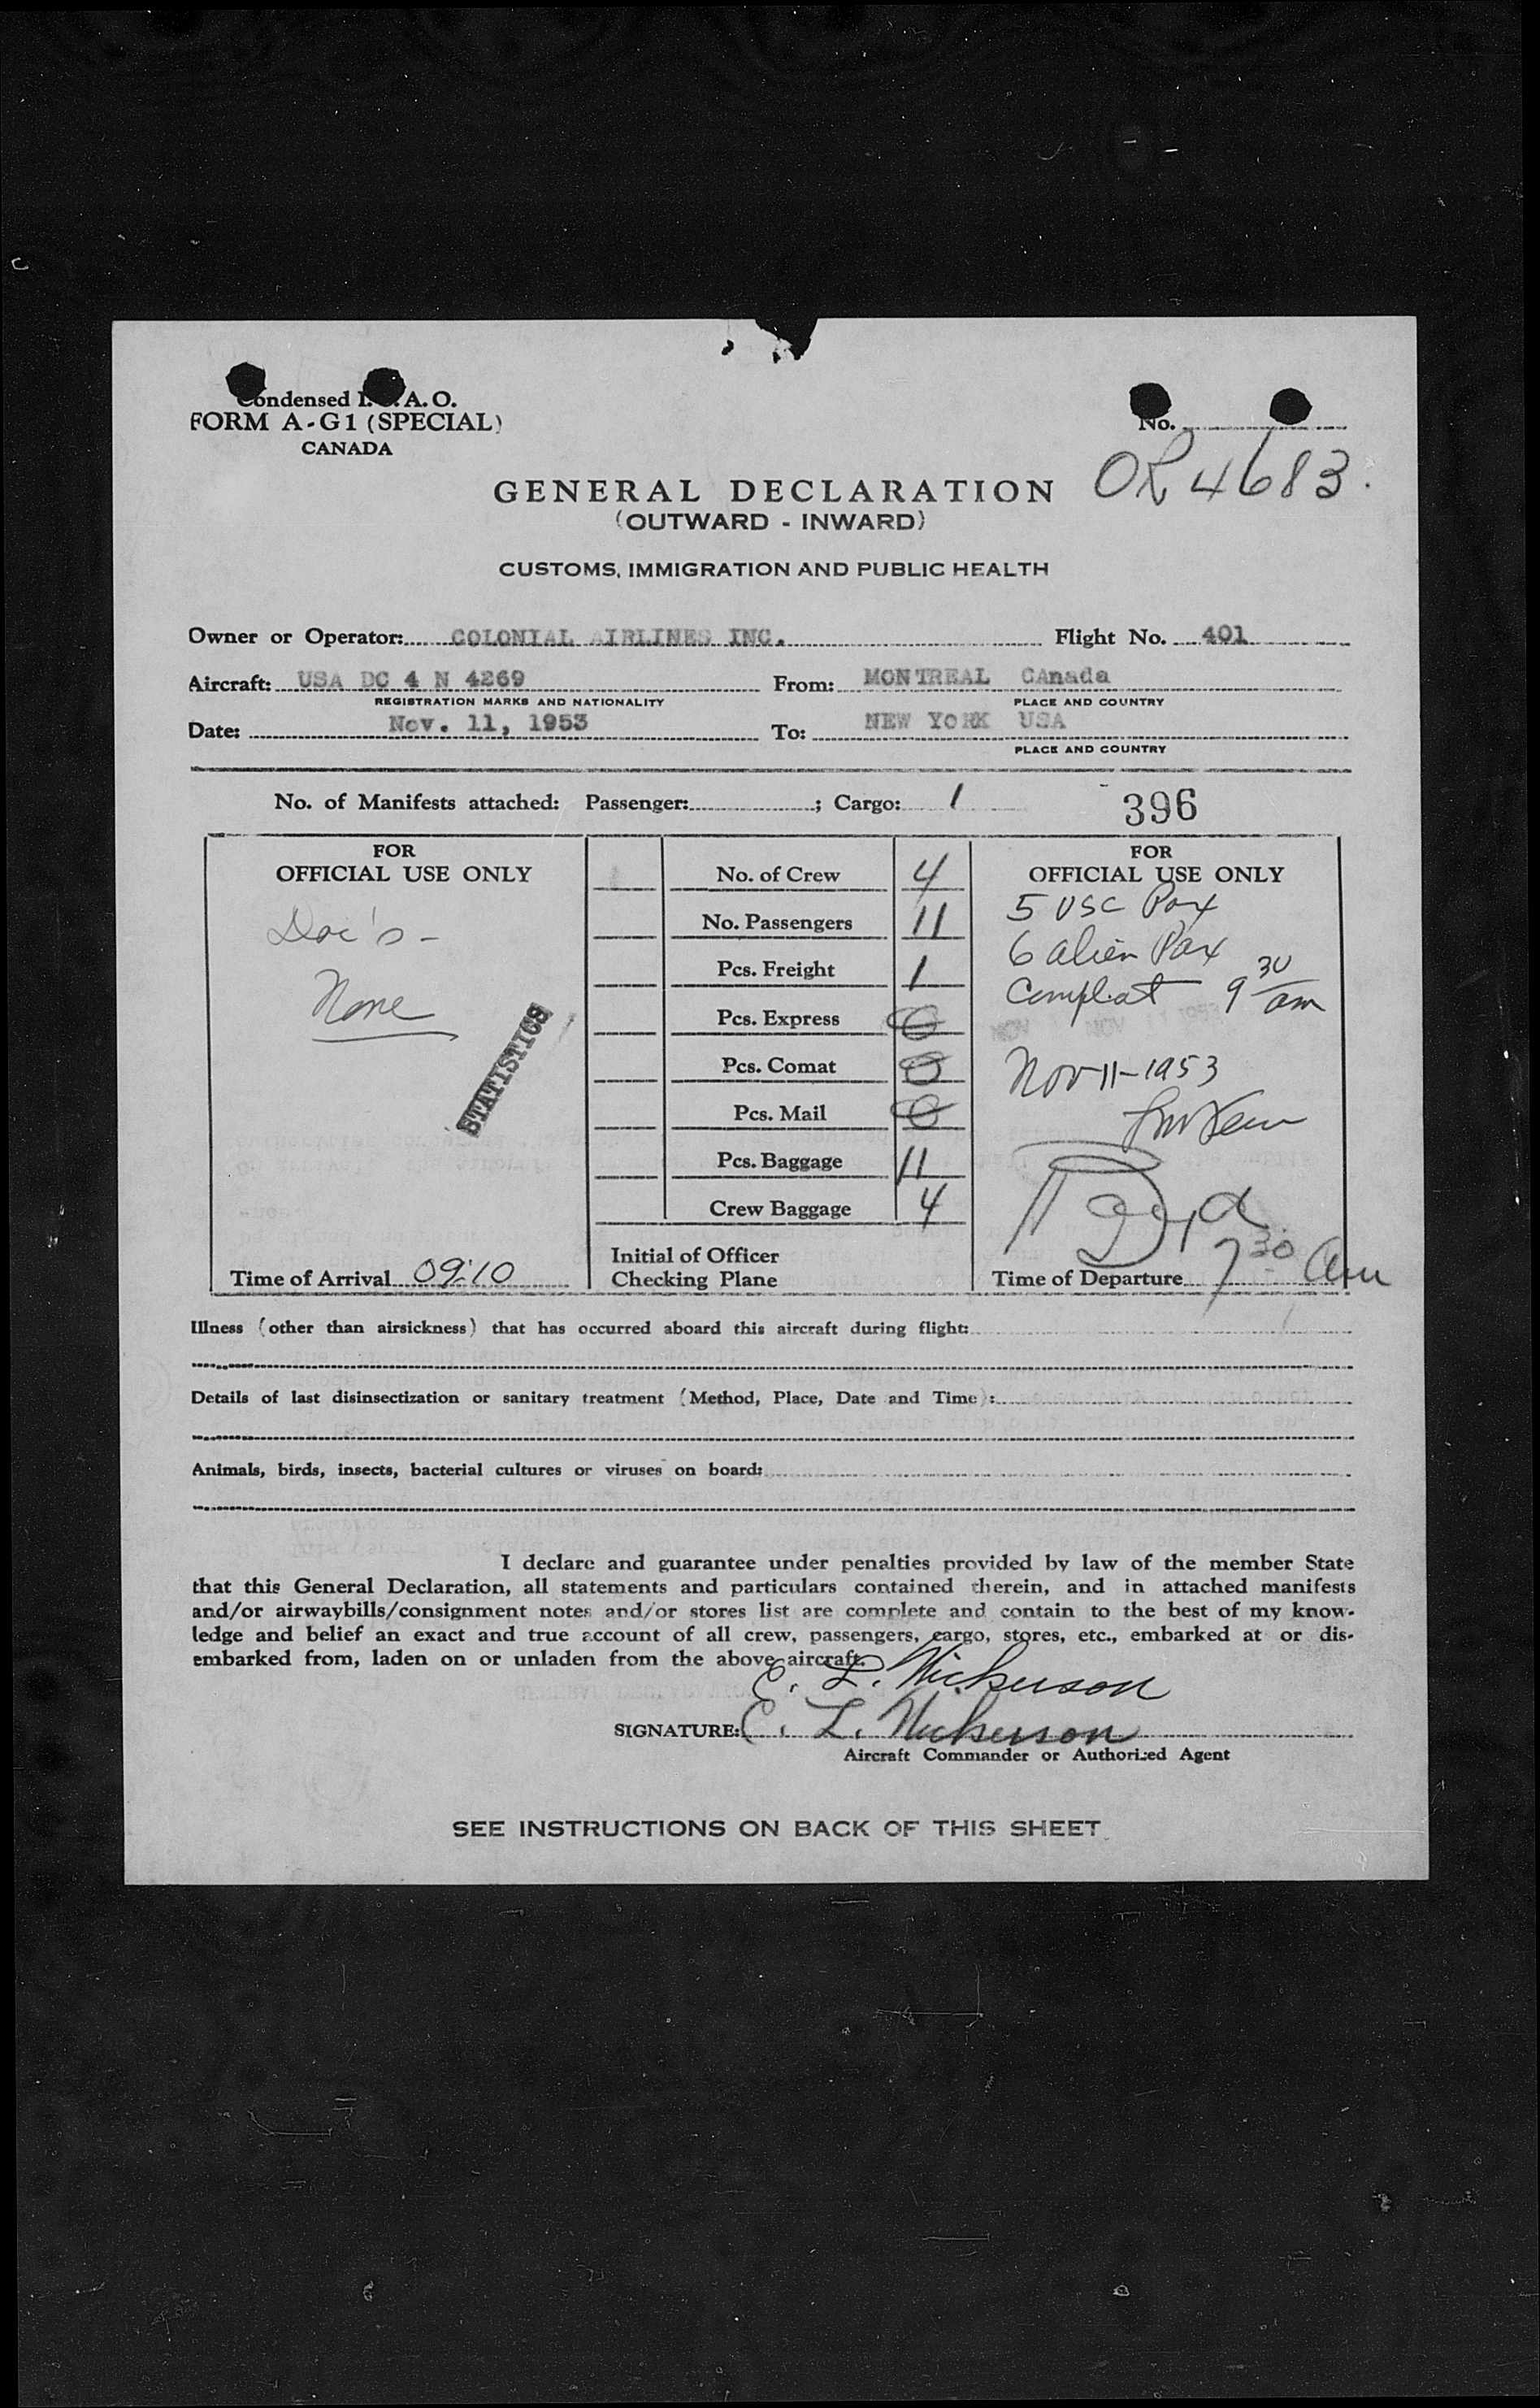 Condensed I. A. O.
FORM A-G1 (SPECIAL)
CANADA
No.
OR 4683.
GENERAL DECLARATION
(OUTWARD - INWARD)
CUSTOMS, IMMIGRATION AND PUBLIC HEALTH
Owner or Operator: COLONIAL AIRLINES INC. Flight No. 401
Aircraft: USA DC 4 N 4269 From: MONTREAL CAnada
REGISTRATION MARKS AND NATIONALITY PLACE AND COUNTRY
Date: Nov. 11, 1953 To: NEW YORK USA
PLACE AND COUNTRY
No. of Manifests attached: Passenger: ; Cargo: 1 396
FOR
OFFICIAL USE ONLY
Doc's -
None
STATISTICS
Time of Arrival 09:10
No. of Crew 4
No. Passengers 11
Pcs. Freight 1
Pcs. Express 0
Pcs. Comat 0
Pcs. Mail 0
Pcs. Baggage 11
Crew Baggage 4
Initial of Officer
Checking Plane
FOR
OFFICIAL USE ONLY
5 USC Pax
6 alien Pax
Compleat 9 30 am
Nov-11-1953
Time of Departure 7 30 Am
Illness (other than airsickness) that has occurred aboard this aircraft during flight:
Details of last disinsectization or sanitary treatment (Method, Place, Date and Time):
Animals, birds, insects, bacterial cultures or viruses on board:
I declare and guarantee under penalties provided by law of the member State
that this General Declaration, all statements and particulars contained therein, and in attached manifests
and/or airwaybills/consignment notes and/or stores list are complete and contain to the best of my know-
ledge and belief an exact and true account of all crew, passengers, cargo, stores, etc., embarked at or dis-
embarked from, laden on or unladen from the above aircraft.
E. L. Nickerson
SIGNATURE: E. L. Nickerson
Aircraft Commander or Authorized Agent
SEE INSTRUCTIONS ON BACK OF THIS SHEET